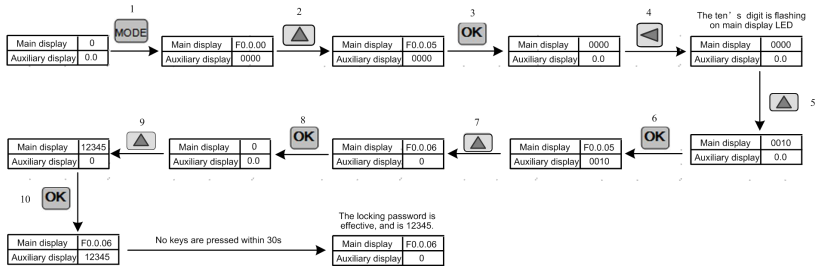 1
2
3
4
The ten's digit is flashing
on main display LED
MODE
OK
Main display 0
Auxiliary display 0.0
Main display F0.0.00
Auxiliary display 0000
Main display F0.0.05
Auxiliary display 0000
Main display 0000
Auxiliary display 0.0
Main display 0000
Auxiliary display 0.0
5
9
8
7
6
OK
OK
Main display 12345
Auxiliary display 0
Main display 0
Auxiliary display 0.0
Main display F0.0.06
Auxiliary display 0
Main display F0.0.05
Auxiliary display 0010
Main display 0010
Auxiliary display 0.0
10 OK
The locking password is
effective, and is 12345.
Main display F0.0.06
Auxiliary display 12345
No keys are pressed within 30s
Main display F0.0.06
Auxiliary display 0